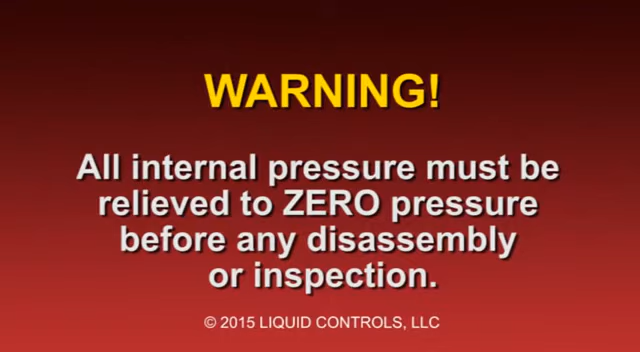 WARNING!
All internal pressure must be
relieved to ZERO pressure
before any disassembly
or inspection.
© 2015 LIQUID CONTROLS, LLC